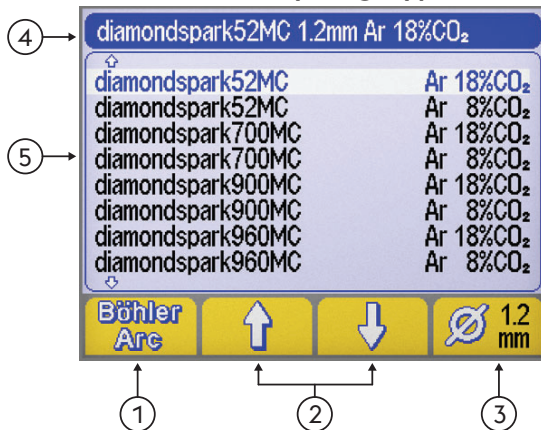 ④ diamondspark52MC 1.2mm Ar 18%CO₂
diamondspark52MC Ar 18%CO₂
diamondspark52MC Ar 8%CO₂
⑤ diamondspark700MC Ar 18%CO₂
diamondspark700MC Ar 8%CO₂
diamondspark900MC Ar 18%CO₂
diamondspark900MC Ar 8%CO₂
diamondspark960MC Ar 18%CO₂
diamondspark960MC Ar 8%CO₂
Böhler
Arc
Ø 1.2
mm
① ② ③